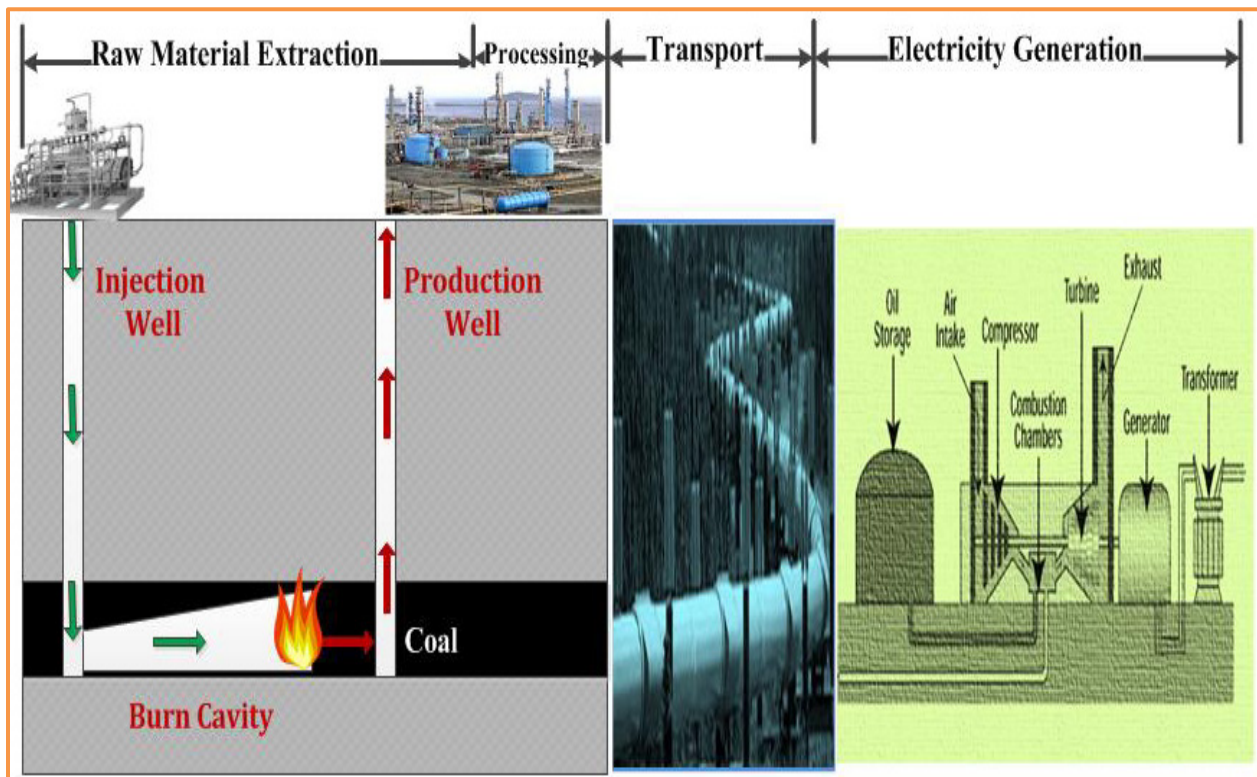 Raw Material Extraction
Processing
Transport
Electricity Generation
Injection
Well
Production
Well
Coal
Burn Cavity
Oil
Storage
Air
Intake
Compressor
Combustion
Chambers
Turbine
Exhaust
Generator
Transformer